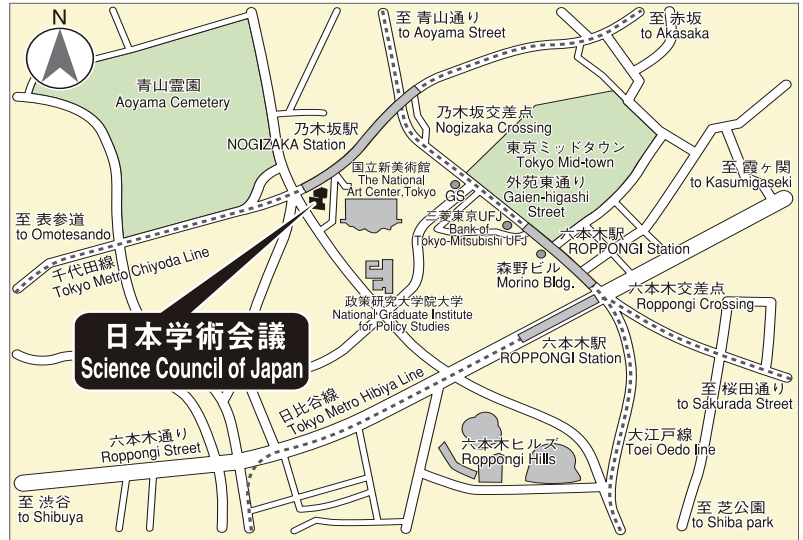 N
至 青山通り
to Aoyama Street
至 赤坂
to Akasaka
青山霊園
Aoyama Cemetery
乃木坂駅
NOGIZAKA Station
乃木坂交差点
Nogizaka Crossing
東京ミッドタウン
Tokyo Mid-town
国立新美術館
The National
Art Center,Tokyo
GS
外苑東通り
Gaien-higashi
Street
至 霞ヶ関
to Kasumigaseki
至 表参道
to Omotesando
三菱東京UFJ
Bank of
Tokyo-Mitsubishi UFJ
六本木駅
ROPPONGI Station
千代田線
Tokyo Metro Chiyoda Line
森野ビル
Morino Bldg.
六本木交差点
Roppongi Crossing
政策研究大学院大学
National Graduate Institute
for Policy Studies
日本学術会議
Science Council of Japan
六本木駅
ROPPONGI Station
日比谷線
Tokyo Metro Hibiya Line
至 桜田通り
to Sakurada Street
六本木通り
Roppongi Street
六本木ヒルズ
Roppongi Hills
大江戸線
Toei Oedo line
至 渋谷
to Shibuya
至 芝公園
to Shiba park